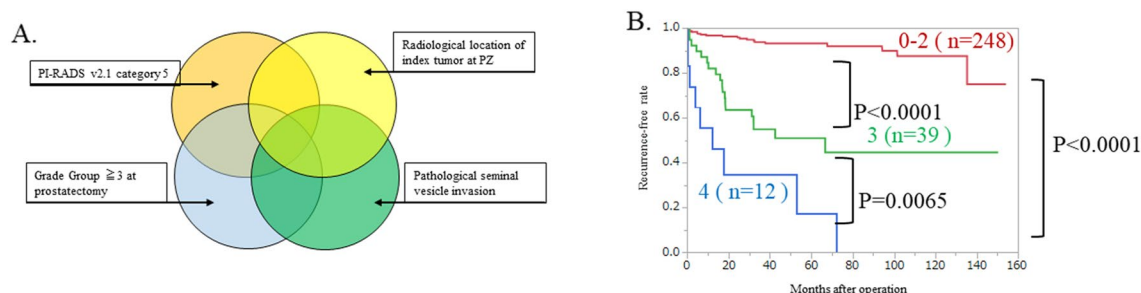 A.
PI-RADS v2.1 category 5
Radiological location of
index tumor at PZ
Grade Group ≧3 at
prostatectomy
Pathological seminal
vesicle invasion
B.
Recurrence-free rate
1.0
0.8
0.6
0.4
0.2
0.0
0-2 ( n=248)
P<0.0001
3 (n=39 )
P<0.0001
4 ( n=12 )
P=0.0065
0 20 40 60 80 100 120 140 160
Months after operation